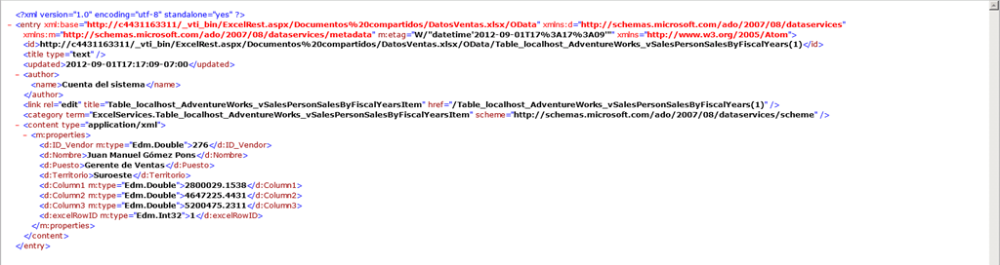 <?xml version="1.0" encoding="utf-8" standalone="yes" ?>
- <entry xml:base="http://c4431163311/_vti_bin/ExcelRest.aspx/Documentos%20compartidos/DatosVentas.xlsx/OData" xmlns:d="http://schemas.microsoft.com/ado/2007/08/dataservices"
xmlns:m="http://schemas.microsoft.com/ado/2007/08/dataservices/metadata" m:etag="W/"datetime'2012-09-01T17%3A17%3A09'"" xmlns="http://www.w3.org/2005/Atom">
<id>http://c4431163311/_vti_bin/ExcelRest.aspx/Documentos%20compartidos/DatosVentas.xlsx/OData/Table_localhost_AdventureWorks_vSalesPersonSalesByFiscalYears(1)</id>
<title type="text" />
<updated>2012-09-01T17:17:09-07:00</updated>
- <author>
<name>Cuenta del sistema</name>
</author>
<link rel="edit" title="Table_localhost_AdventureWorks_vSalesPersonSalesByFiscalYearsItem" href="/Table_localhost_AdventureWorks_vSalesPersonSalesByFiscalYears(1)" />
<category term="ExcelServices.Table_localhost_AdventureWorks_vSalesPersonSalesByFiscalYearsItem" scheme="http://schemas.microsoft.com/ado/2007/08/dataservices/scheme" />
- <content type="application/xml">
- <m:properties>
<d:ID_Vendor m:type="Edm.Double">276</d:ID_Vendor>
<d:Nombre>Juan Manuel Gómez Pons</d:Nombre>
<d:Puesto>Gerente de Ventas</d:Puesto>
<d:Territorio>Suroeste</d:Territorio>
<d:Column1 m:type="Edm.Double">2800029.1538</d:Column1>
<d:Column2 m:type="Edm.Double">4647225.4431</d:Column2>
<d:Column3 m:type="Edm.Double">5200475.2311</d:Column3>
<d:excelRowID m:type="Edm.Int32">1</d:excelRowID>
</m:properties>
</content>
</entry>